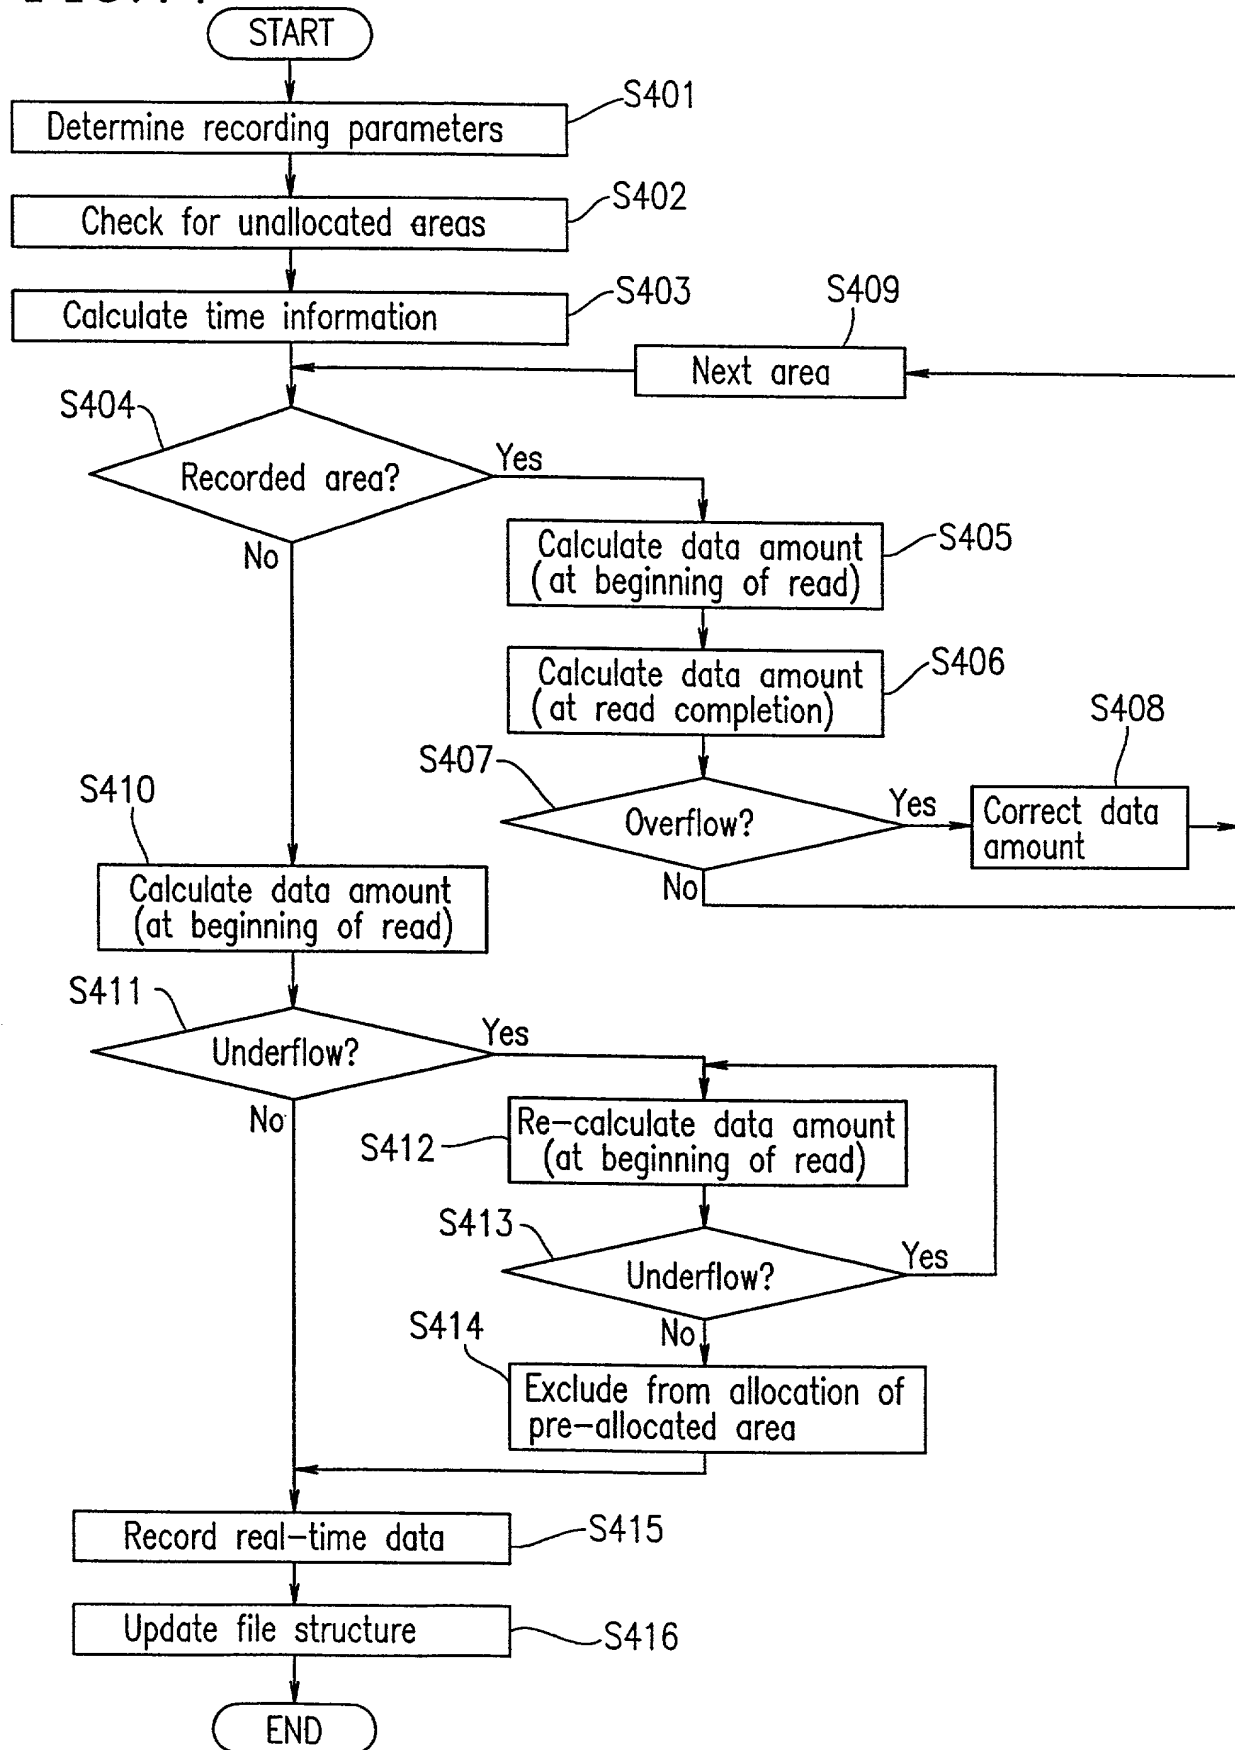 START
S401
Determine recording parameters
S402
Check for unallocated areas
S403
Calculate time information
S409
Next area
S404
Recorded area?
Yes
No
S405
Calculate data amount
(at beginning of read)
S406
Calculate data amount
(at read completion)
S407
Overflow?
Yes
No
S408
Correct data
amount
S410
Calculate data amount
(at beginning of read)
S411
Underflow?
Yes
No
S412
Re-calculate data amount
(at beginning of read)
S413
Underflow?
Yes
No
S414
Exclude from allocation of
pre-allocated area
Record real-time data
S415
Update file structure
S416
END